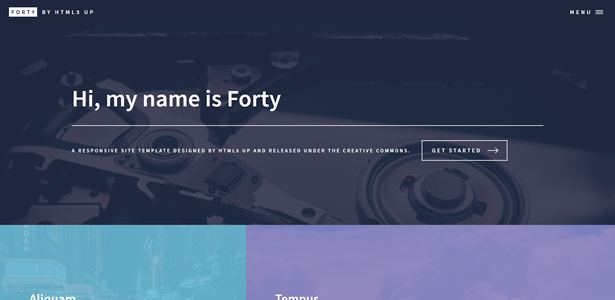 FORTY BY HTML5 UP
MENU
Hi, my name is Forty
A RESPONSIVE SITE TEMPLATE DESIGNED BY HTML5 UP AND RELEASED UNDER THE CREATIVE COMMONS.
GET STARTED
Aliquam
Tempus